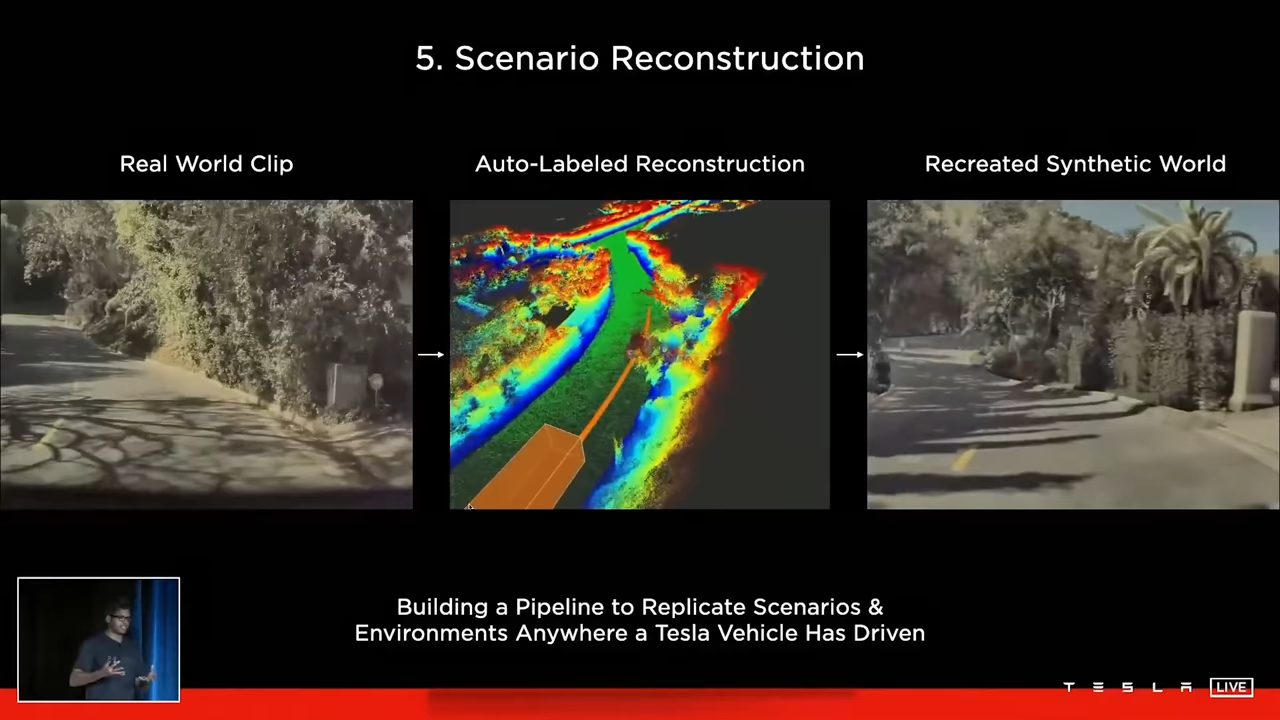 5. Scenario Reconstruction
Real World Clip
Auto-Labeled Reconstruction
Recreated Synthetic World
Building a Pipeline to Replicate Scenarios &
Environments Anywhere a Tesla Vehicle Has Driven
TESLA LIVE